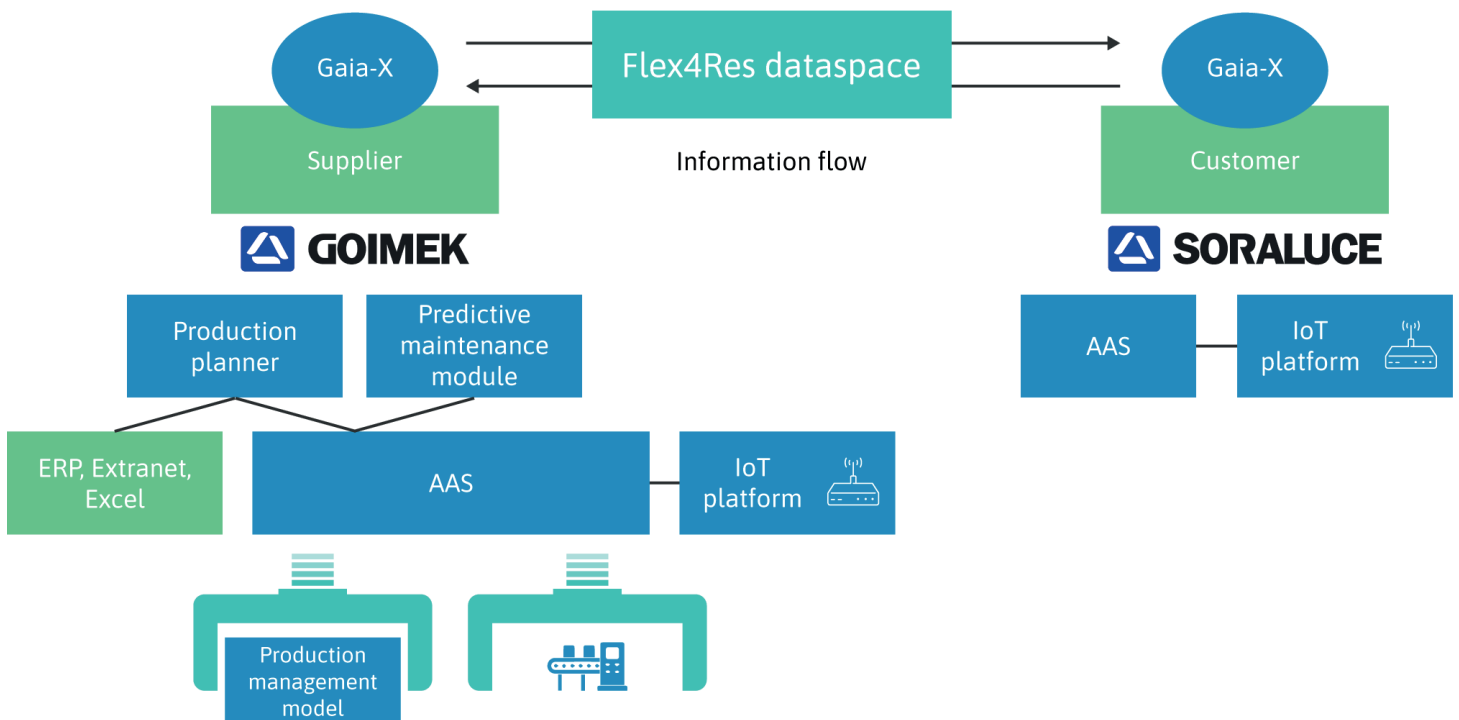 Gaia-X
Flex4Res dataspace
Gaia-X
Supplier
Information flow
Customer
GOIMEK
SORALUCE
Production
planner
Predictive
maintenance
module
AAS
IoT
platform
ERP, Extranet,
Excel
AAS
IoT
platform
Production
management
model